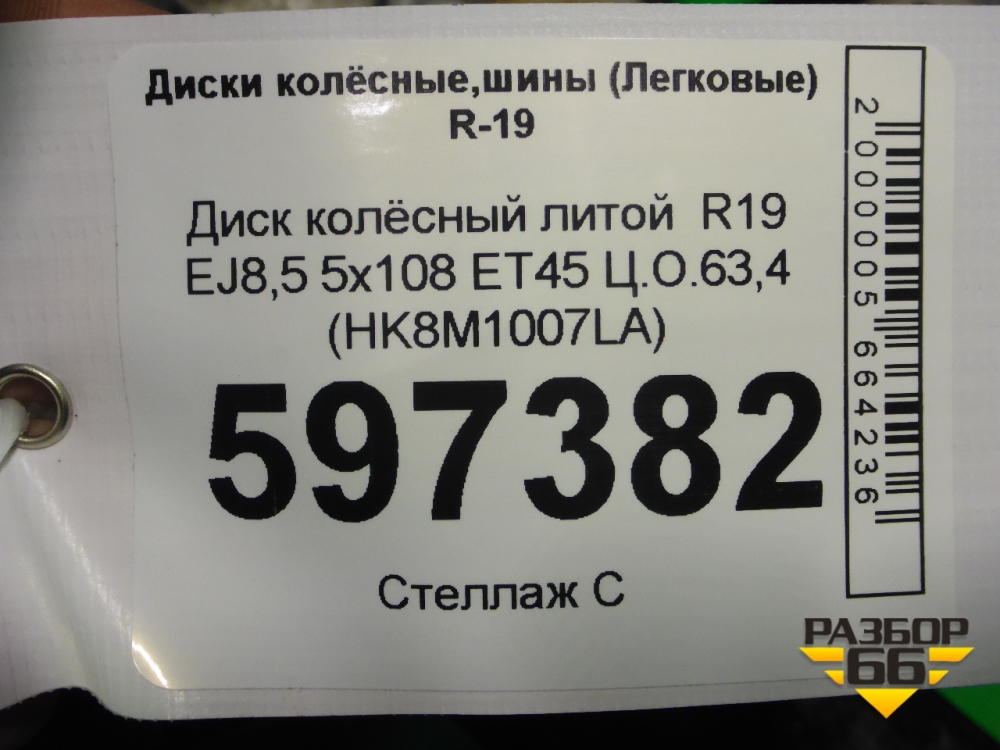 Диски колёсные,шины (Легковые)
R-19
Диск колёсный литой R19
EJ8,5 5x108 ET45 Ц.О.63,4
(HK8M1007LA)
597382
Стеллаж С
2000005664236
РАЗБОР
66